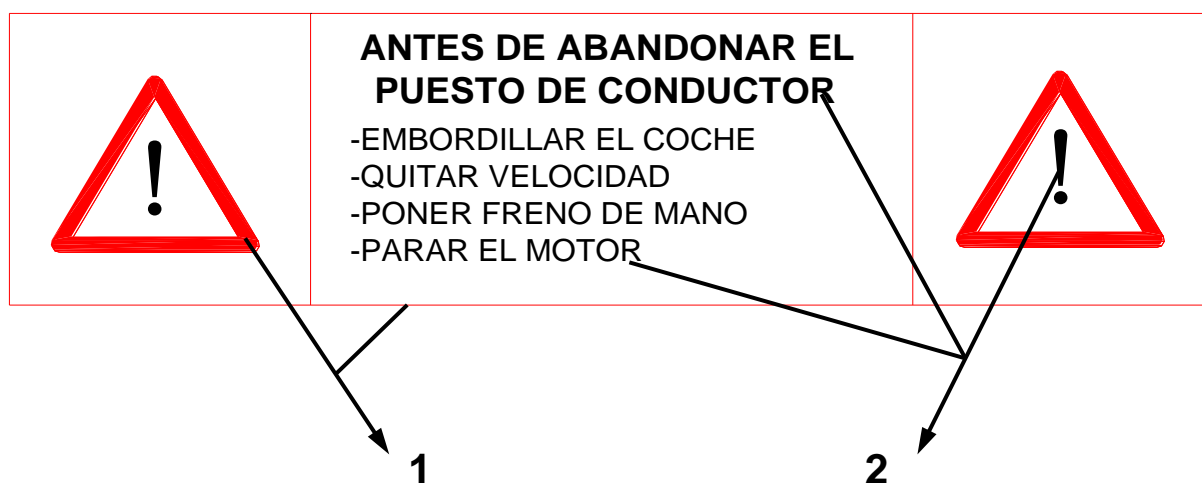 ANTES DE ABANDONAR EL
PUESTO DE CONDUCTOR
-EMBORDILLAR EL COCHE
-QUITAR VELOCIDAD
-PONER FRENO DE MANO
-PARAR EL MOTOR
!
!
1
2